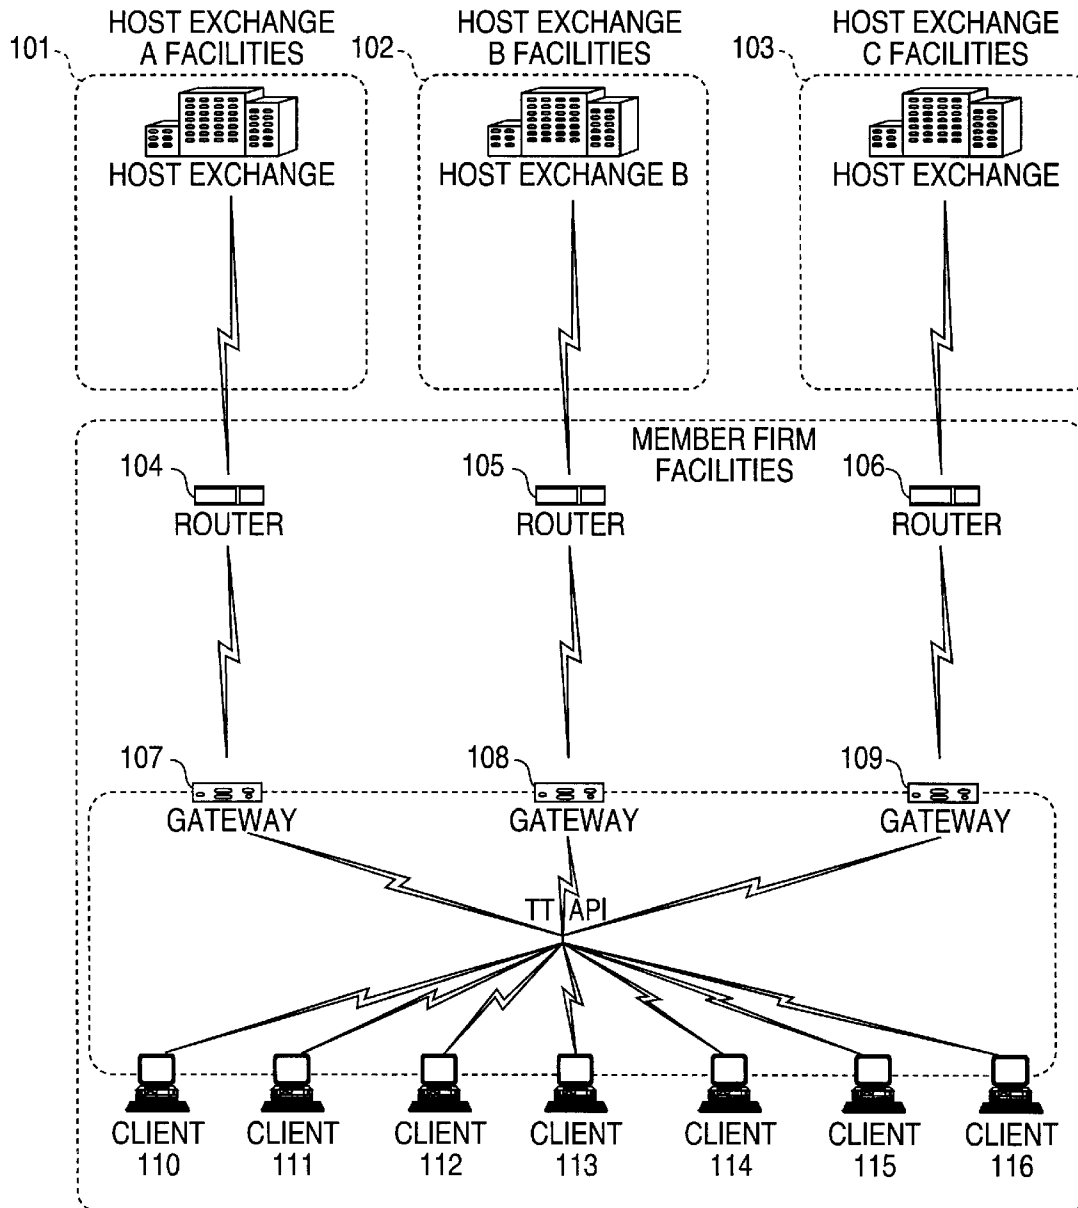 HOST EXCHANGE
A FACILITIES
HOST EXCHANGE
B FACILITIES
HOST EXCHANGE
C FACILITIES
101
102
103
HOST EXCHANGE
HOST EXCHANGE B
HOST EXCHANGE
MEMBER FIRM
FACILITIES
104
105
106
ROUTER
ROUTER
ROUTER
107
108
109
GATEWAY
GATEWAY
GATEWAY
TT API
CLIENT
110
CLIENT
111
CLIENT
112
CLIENT
113
CLIENT
114
CLIENT
115
CLIENT
116